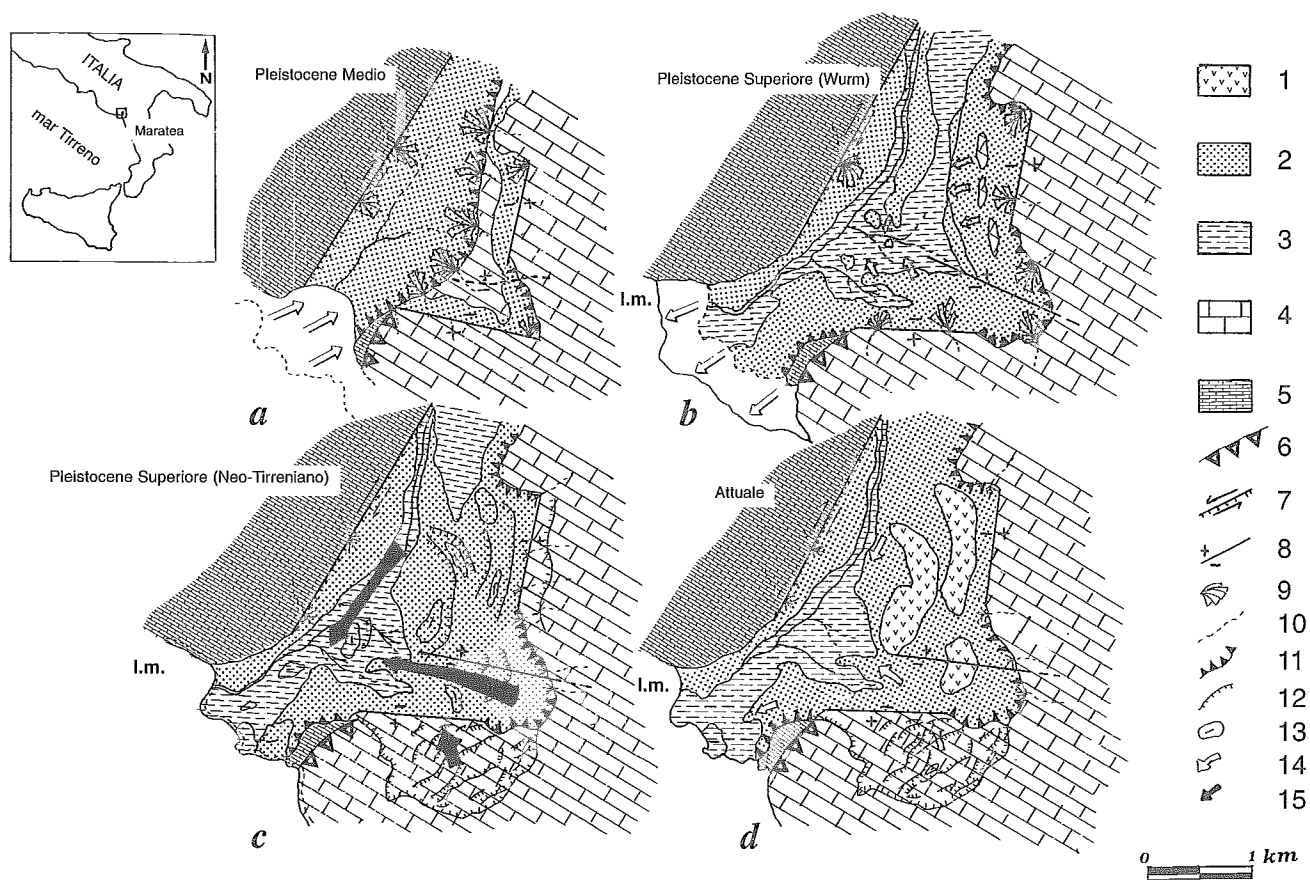 ITALIA
N
mar Tirreno
Maratea
Pleistocene Medio
a
Pleistocene Superiore (Wurm)
l.m.
b
Pleistocene Superiore (Neo-Tirreniano)
l.m.
c
Attuale
l.m.
d
1
2
3
4
5
6
7
8
9
10
11
12
13
14
15
0 1 km